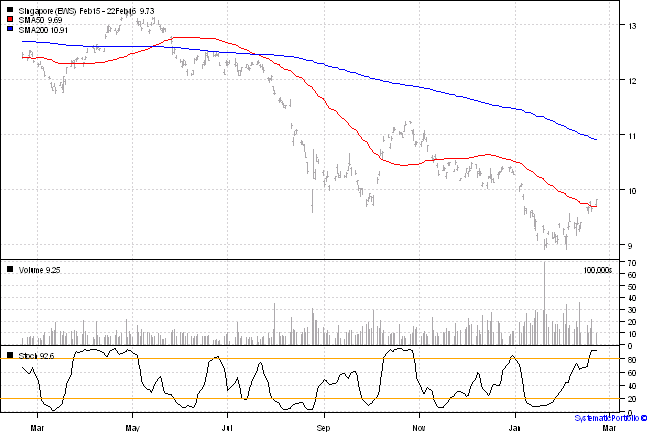 Singapore(EWS) Feb15 - 22Feb16 9.73
SMA50 9.69
SMA200 10.91
13
12
11
10
9
Volume 9.25
100,000s
70
60
50
40
30
20
10
0
Stoch 92.6
80
60
40
20
0
Mar May Jul Sep Nov Jan Mar
SystematicPortfolio ©